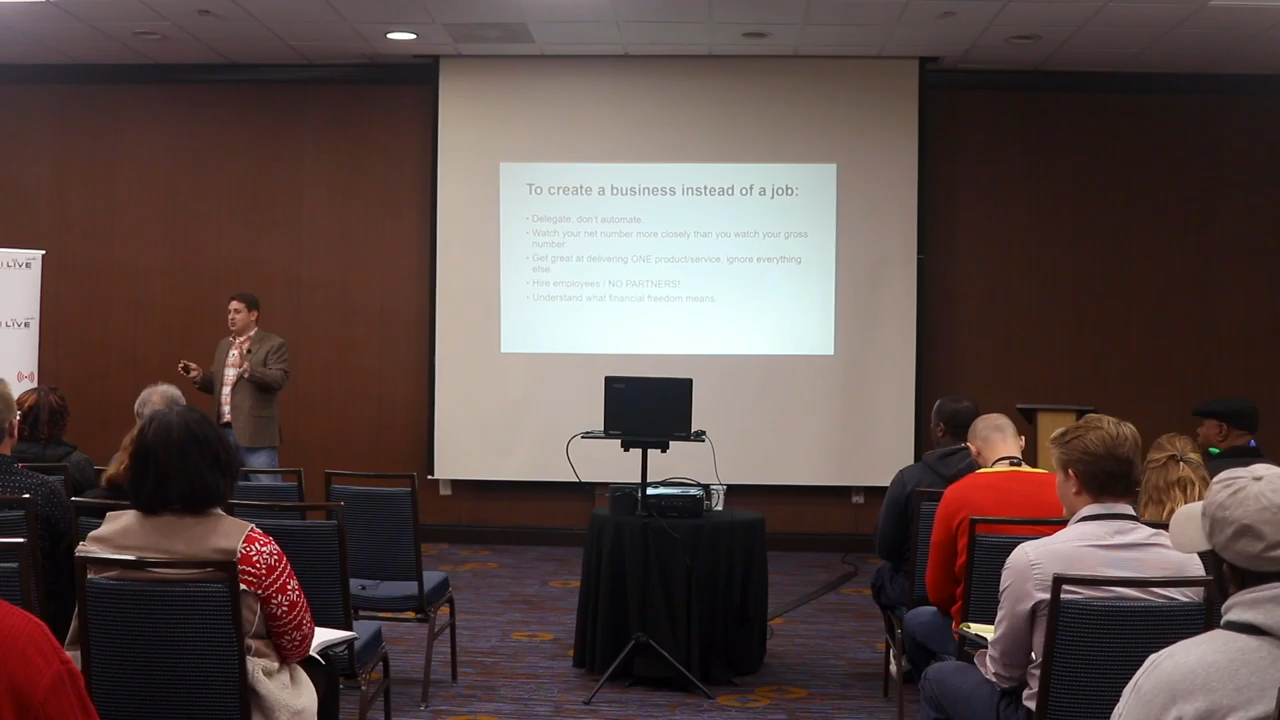 To create a business instead of a job:
• Delegate, don't automate.
• Watch your net number more closely than you watch your gross
number.
• Get great at delivering ONE product/service, ignore everything
else.
• Hire employees / NO PARTNERS!
• Understand what financial freedom means.
LIVE
LIVE